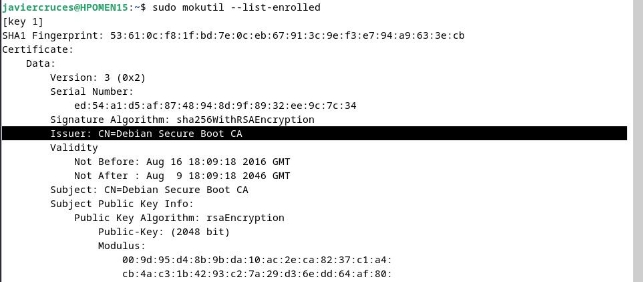 javiercruces@HPOMEN15:~$ sudo mokutil --list-enrolled
[key 1]
SHA1 Fingerprint: 53:61:0c:f8:1f:bd:7e:0c:eb:67:91:3c:9e:f3:e7:94:a9:63:3e:cb
Certificate:
    Data:
        Version: 3 (0x2)
        Serial Number:
            ed:54:a1:d5:af:87:48:94:8d:9f:89:32:ee:9c:7c:34
        Signature Algorithm: sha256WithRSAEncryption
        Issuer: CN=Debian Secure Boot CA
        Validity
            Not Before: Aug 16 18:09:18 2016 GMT
            Not After : Aug  9 18:09:18 2046 GMT
        Subject: CN=Debian Secure Boot CA
        Subject Public Key Info:
            Public Key Algorithm: rsaEncryption
                Public-Key: (2048 bit)
                Modulus:
                    00:9d:95:d4:8b:9b:da:10:ac:2e:ca:82:37:c1:a4:
                    cb:4a:c3:1b:42:93:c2:7a:29:d3:6e:dd:64:af:80: